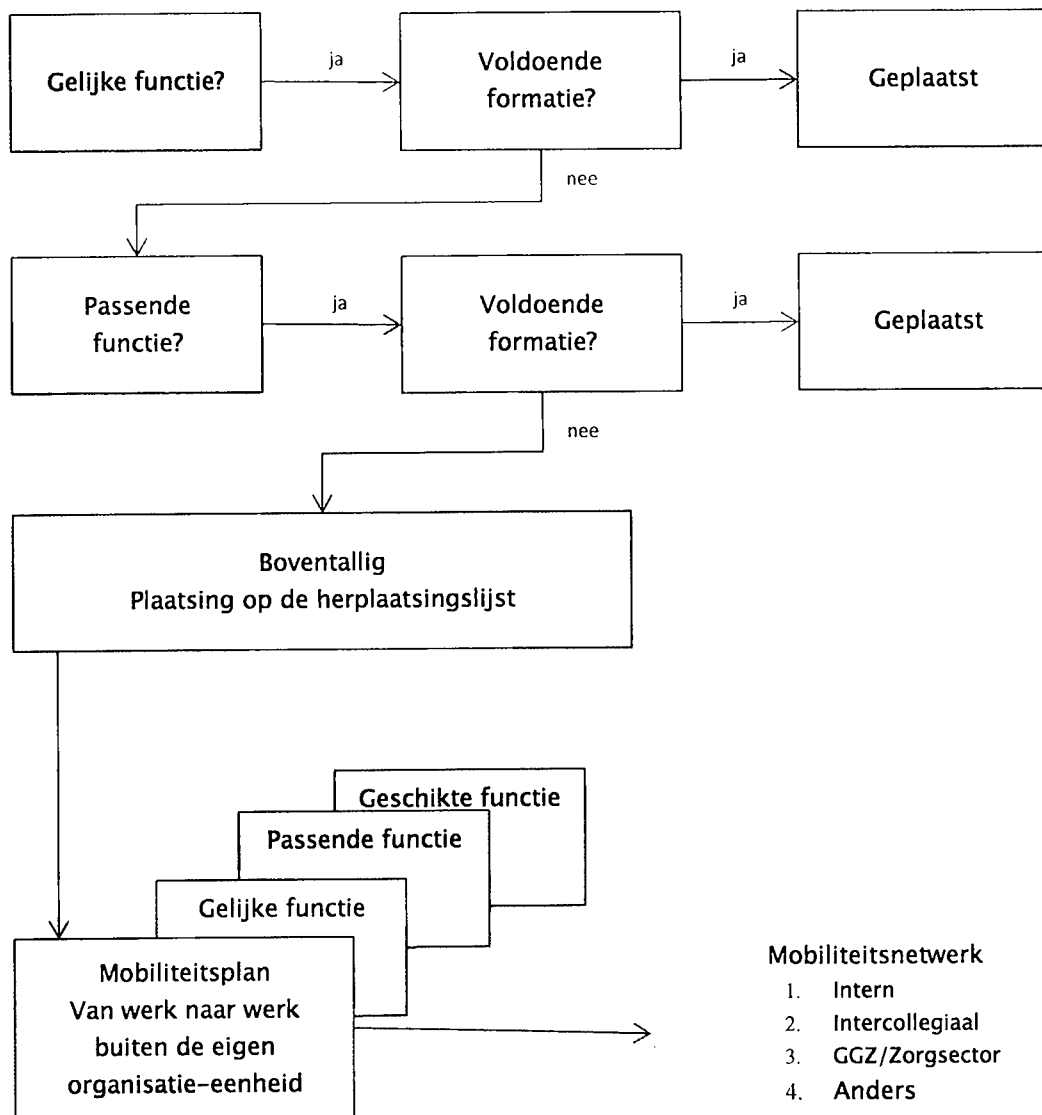 Gelijke functie?
ja
Voldoende
formatie?
ja
Geplaatst
nee
Passende
functie?
ja
Voldoende
formatie?
ja
Geplaatst
nee
Boventallig
Plaatsing op de herplaatsingslijst
Geschikte functie
Passende functie
Gelijke functie
Mobiliteitsplan
Van werk naar werk
buiten de eigen
organisatie-eenheid
Mobiliteitsnetwerk
1. Intern
2. Intercollegiaal
3. GGZ/Zorgsector
4. Anders